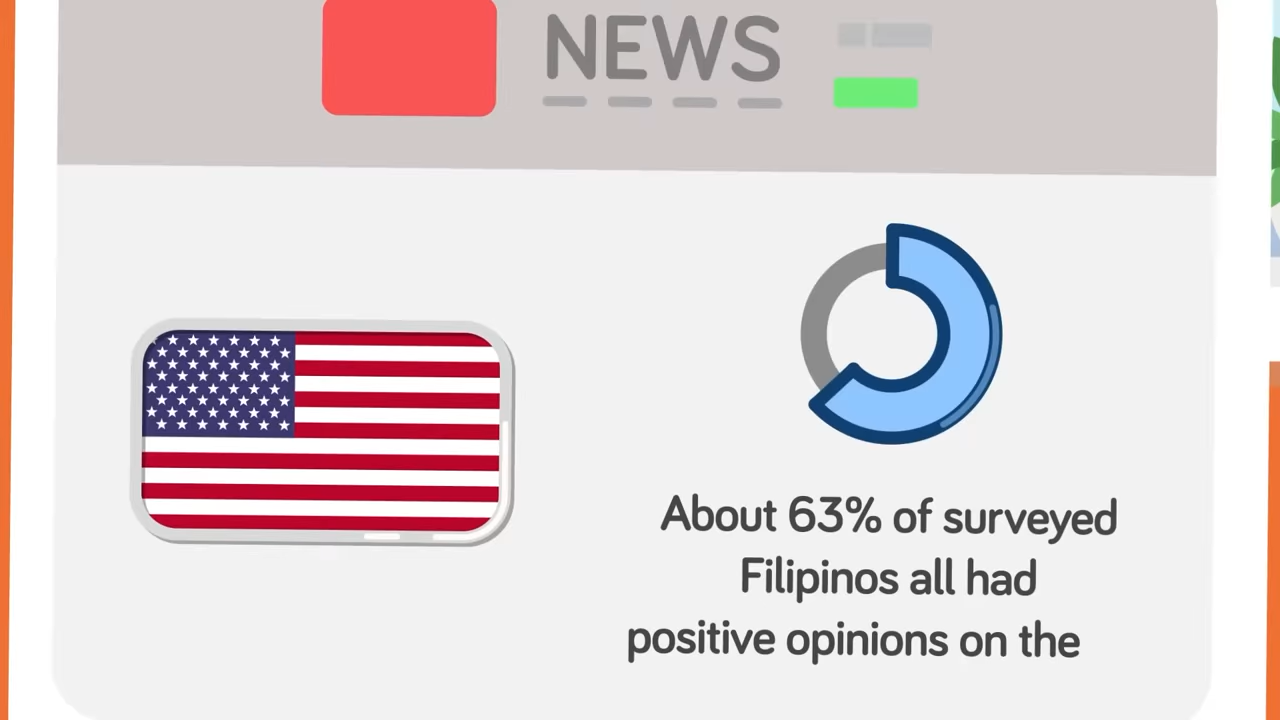 NEWS
About 63% of surveyed
Filipinos all had
positive opinions on the